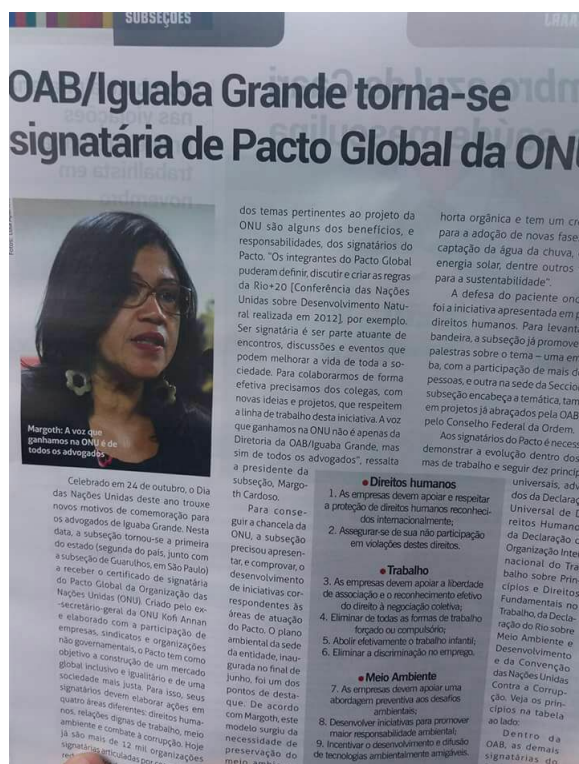 SUBSEÇÕES
OAB/Iguaba Grande torna-se
signatária de Pacto Global da ONU
Margoth: A voz que
ganhamos na ONU é de
todos os advogados
Celebrado em 24 de outubro, o Dia
das Nações Unidas deste ano trouxe
novos motivos de comemoração para
os advogados de Iguaba Grande. Nesta
data, a subseção tornou-se a primeira
do estado (segunda do país, junto com
a subseção de Guarulhos, em São Paulo)
a receber o certificado de signatária
do Pacto Global da Organização das
Nações Unidas (ONU). Criado pelo ex-
-secretário-geral da ONU Kofi Annan
e elaborado com a participação de
empresas, sindicatos e organizações
não governamentais, o Pacto tem como
objetivo a construção de um mercado
global inclusivo e igualitário e de uma
sociedade mais justa. Para isso, seus
signatários devem elaborar ações em
quatro áreas diferentes: direitos huma-
nos, relações dignas de trabalho, meio
ambiente e combate à corrupção. Hoje
já são mais de 12 mil organizações
signatárias articuladas por
dos temas pertinentes ao projeto da
ONU são alguns dos benefícios, e
responsabilidades, dos signatários do
Pacto. "Os integrantes do Pacto Global
puderam definir, discutir e criar as regras
da Rio+20 [Conferência das Nações
Unidas sobre Desenvolvimento Natu-
ral realizada em 2012], por exemplo.
Ser signatária é ser parte atuante de
encontros, discussões e eventos que
podem melhorar a vida de toda a so-
ciedade. Para colaborarmos de forma
efetiva precisamos dos colegas, com
novas ideias e projetos, que respeitem
a linha de trabalho desta iniciativa. A voz
que ganhamos na ONU não é apenas da
Diretoria da OAB/Iguaba Grande, mas
sim de todos os advogados", ressalta
a presidente da
subseção, Margo-
th Cardoso.
Para conse-
guir a chancela da
ONU, a subseção
precisou apresen-
tar, e comprovar, o
desenvolvimento
de iniciativas cor-
respondentes às
áreas de atuação
do Pacto. O plano
ambiental da sede
da entidade, inau-
gurada no final de
junho, foi um dos
pontos de desta-
que. De acordo
com Margoth, este
modelo surgiu da
necessidade de
preservação do
meio
horta orgânica e tem um
para a adoção de novas
captação da água da chuva,
energia solar, dentre outros
para a sustentabilidade".
A defesa do paciente
foi a iniciativa apresentada em
direitos humanos. Para levantar
bandeira, a subseção já promove
palestras sobre o tema – uma em
ba, com a participação de mais
pessoas, e outra na sede da
subseção encabeça a temática,
em projetos já abraçados pela OAB
pelo Conselho Federal da Ordem.
Aos signatários do Pacto é
demonstrar a evolução dentro dos
mas de trabalho e seguir dez
universais,
dos da
Universal de
reitos
da Declaração
Organização
nacional do
balho sobre
cípios e Direitos
Fundamentais no
Trabalho, da Decla-
ração do Rio sobre
Meio Ambiente e
Desenvolvimento
e da Convenção
das Nações Unidas
Contra a Corrup-
ção. Veja os prin-
cípios na tabela
ao lado:
Dentro da
OAB, as demais
signatárias do
• Direitos humanos
1. As empresas devem apoiar e respeitar
a proteção de direitos humanos reconheci-
dos internacionalmente;
2. Assegurar-se de sua não participação
em violações destes direitos.
• Trabalho
3. As empresas devem apoiar a liberdade
de associação e o reconhecimento efetivo
do direito à negociação coletiva;
4. Eliminar de todas as formas de trabalho
forçado ou compulsório;
5. Abolir efetivamente o trabalho infantil;
6. Eliminar a discriminação no emprego.
• Meio Ambiente
7. As empresas devem apoiar uma
abordagem preventiva aos desafios
ambientais;
8. Desenvolver iniciativas para promover
maior responsabilidade ambiental;
9. Incentivar o desenvolvimento e difusão
de tecnologias ambientalmente amigáveis.